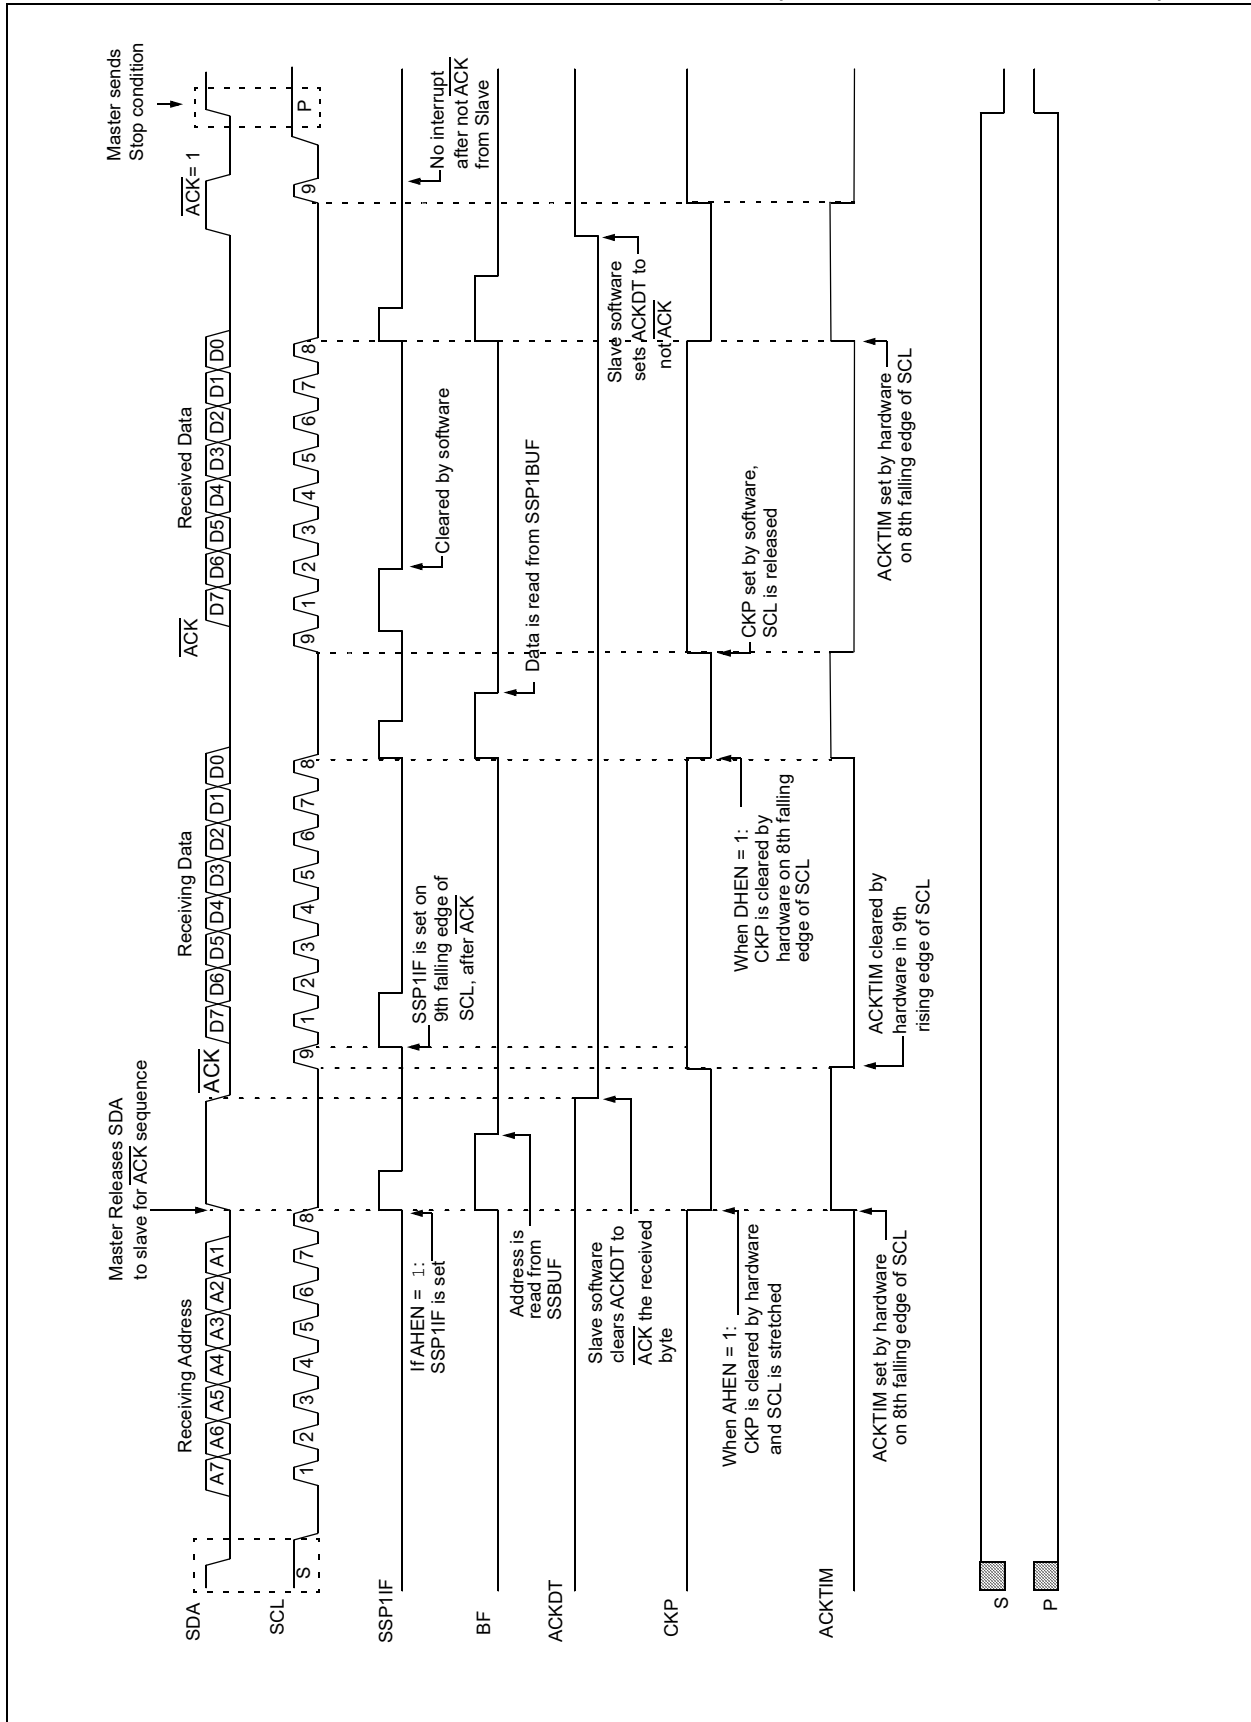 Master Releases SDA
to slave for ACK sequence
Master sends
Stop condition
Receiving Address
Receiving Data
Received Data
ACK
ACK
ACK= 1
SDA
A7 A6 A5 A4 A3 A2 A1
D7 D6 D5 D4 D3 D2 D1 D0
D7 D6 D5 D4 D3 D2 D1 D0
SCL
S
1 2 3 4 5 6 7 8
9
1 2 3 4 5 6 7 8
9
1 2 3 4 5 6 7 8
9
P
SSP1IF
If AHEN = 1:
SSP1IF is set
SSP1IF is set on
9th falling edge of
SCL, after ACK
Cleared by software
No interrupt
after not ACK
from Slave
BF
Address is
read from
SSBUF
Data is read from SSP1BUF
ACKDT
Slave software
clears ACKDT to
ACK the received
byte
Slave software
sets ACKDT to
not ACK
CKP
When AHEN = 1:
CKP is cleared by hardware
and SCL is stretched
When DHEN = 1:
CKP is cleared by
hardware on 8th falling
edge of SCL
CKP set by software,
SCL is released
ACKTIM
ACKTIM set by hardware
on 8th falling edge of SCL
ACKTIM cleared by
hardware in 9th
rising edge of SCL
ACKTIM set by hardware
on 8th falling edge of SCL
S
P